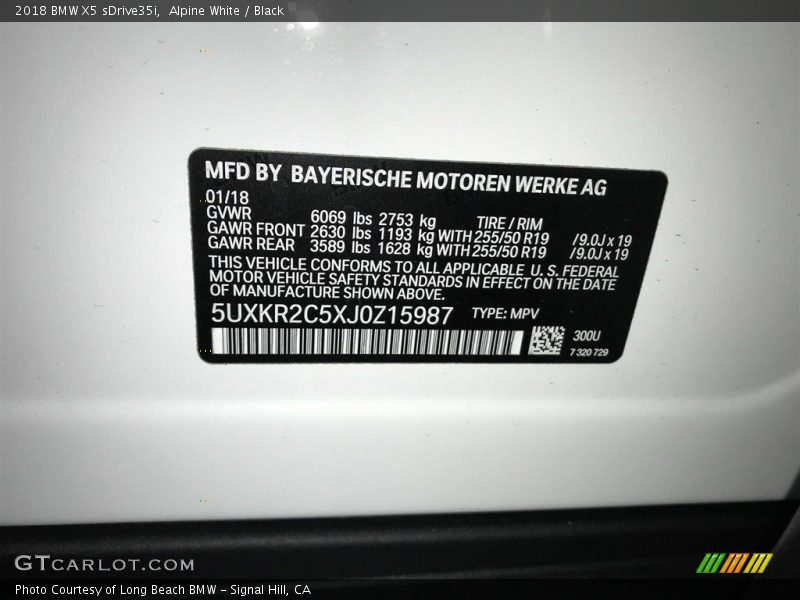 2018 BMW X5 sDrive35i, Alpine White / Black
MFD BY BAYERISCHE MOTOREN WERKE AG
01/18
GVWR 6069 lbs 2753 kg TIRE / RIM
GAWR FRONT 2630 lbs 1193 kg WITH 255/50 R19 /9.0J x 19
GAWR REAR 3589 lbs 1628 kg WITH 255/50 R19 /9.0J x 19
THIS VEHICLE CONFORMS TO ALL APPLICABLE U. S. FEDERAL
MOTOR VEHICLE SAFETY STANDARDS IN EFFECT ON THE DATE
OF MANUFACTURE SHOWN ABOVE.
5UXKR2C5XJ0Z15987 TYPE: MPV
300U
7 320 729
GTCARLOT.COM
Photo Courtesy of Long Beach BMW - Signal Hill, CA